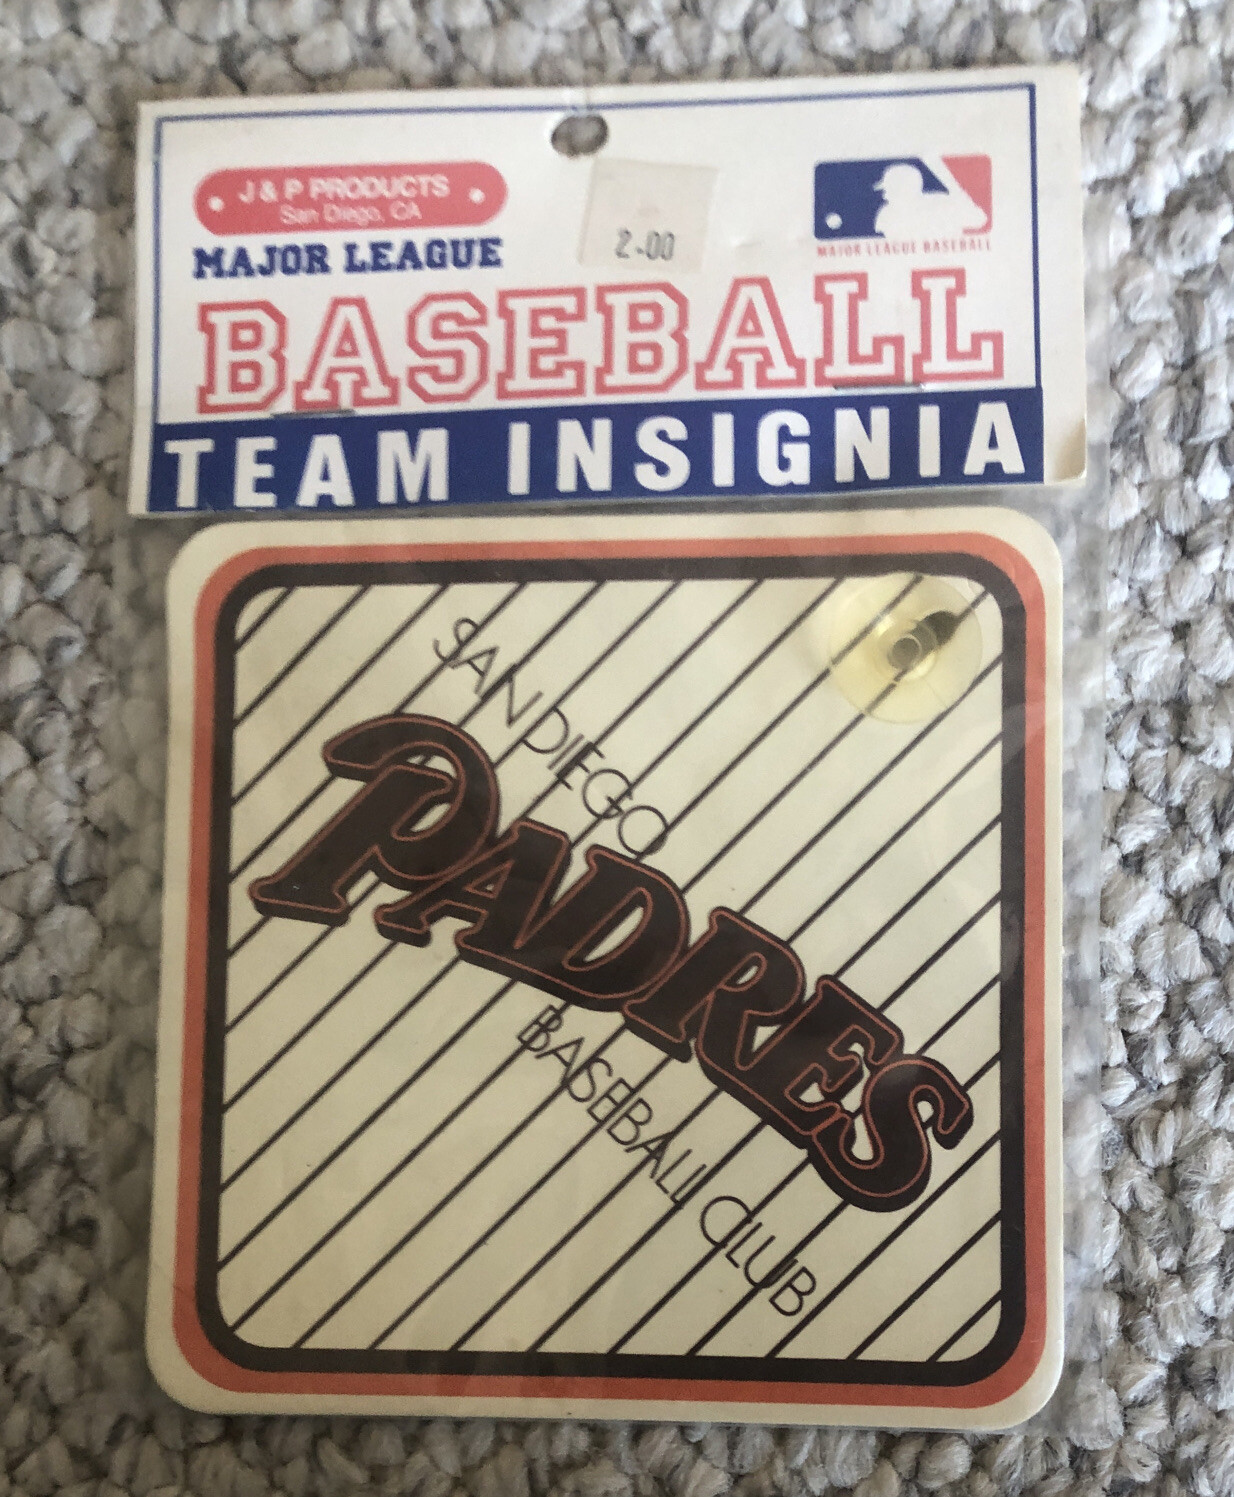 J & P PRODUCTS
San Diego, CA
MAJOR LEAGUE
2.00
MAJOR LEAGUE BASEBALL
BASEBALL
TEAM INSIGNIA
SAN DIEGO
PADRES
BASEBALL CLUB